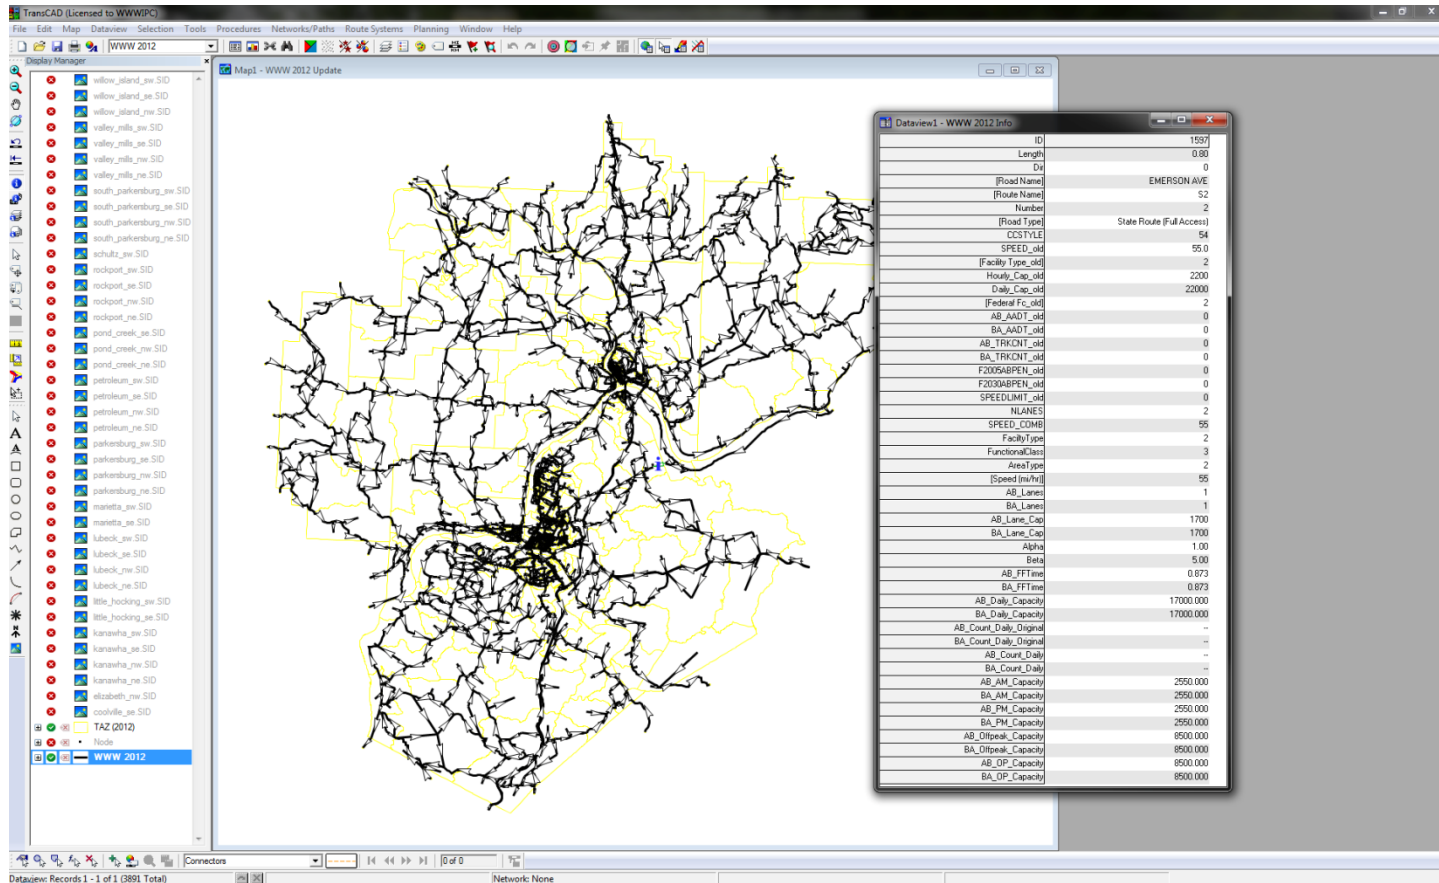 TransCAD (Licensed to WWWIPC)
File Edit Map Dataview Selection Tools Procedures Networks/Paths Route Systems Planning Window Help
WWW 2012
Display Manager
willow_island_sw.SID
willow_island_se.SID
willow_island_nw.SID
valley_mills_sw.SID
valley_mills_se.SID
valley_mills_nw.SID
valley_mills_ne.SID
south_parkersburg_sw.SID
south_parkersburg_se.SID
south_parkersburg_nw.SID
south_parkersburg_ne.SID
schultz_sw.SID
rockport_sw.SID
rockport_se.SID
rockport_nw.SID
rockport_ne.SID
pond_creek_se.SID
pond_creek_nw.SID
pond_creek_ne.SID
petroleum_sw.SID
petroleum_se.SID
petroleum_nw.SID
petroleum_ne.SID
parkersburg_sw.SID
parkersburg_se.SID
parkersburg_nw.SID
parkersburg_ne.SID
marietta_sw.SID
marietta_se.SID
lubeck_sw.SID
lubeck_se.SID
lubeck_nw.SID
lubeck_ne.SID
little_hocking_sw.SID
little_hocking_se.SID
kanawha_sw.SID
kanawha_se.SID
kanawha_nw.SID
kanawha_ne.SID
elizabeth_nw.SID
coolville_se.SID
TAZ (2012)
Node
WWW 2012
Map1 - WWW 2012 Update
Dataview1 - WWW 2012 Info
ID 1597
Length 0.80
Dir 0
[Road Name] EMERSON AVE
[Route Name] S2
Number 2
[Road Type] State Route (Full Access)
CCSTYLE 54
SPEED_old 55.0
[Facility Type_old] 2
Hourly_Cap_old 2200
Daily_Cap_old 22000
[Federal Fc_old] 2
AB_AADT_old 0
BA_AADT_old 0
AB_TRKCNT_old 0
BA_TRKCNT_old 0
F2005ABPEN_old 0
F2030ABPEN_old 0
SPEEDLIMIT_old 0
NLANES 2
SPEED_COMB 55
FacilityType 2
FunctionalClass 3
AreaType 2
[Speed (mi/hr)] 55
AB_Lanes 1
BA_Lanes 1
AB_Lane_Cap 1700
BA_Lane_Cap 1700
Alpha 1.00
Beta 5.00
AB_FFTime 0.873
BA_FFTime 0.873
AB_Daily_Capacity 17000.000
BA_Daily_Capacity 17000.000
AB_Count_Daily_Original --
BA_Count_Daily_Original --
AB_Count_Daily --
BA_Count_Daily --
AB_AM_Capacity 2550.000
BA_AM_Capacity 2550.000
AB_PM_Capacity 2550.000
BA_PM_Capacity 2550.000
AB_Offpeak_Capacity 8500.000
BA_Offpeak_Capacity 8500.000
AB_OP_Capacity 8500.000
BA_OP_Capacity 8500.000
Connectors
0 of 0
Dataview: Records 1 - 1 of 1 (3891 Total)
Network: None